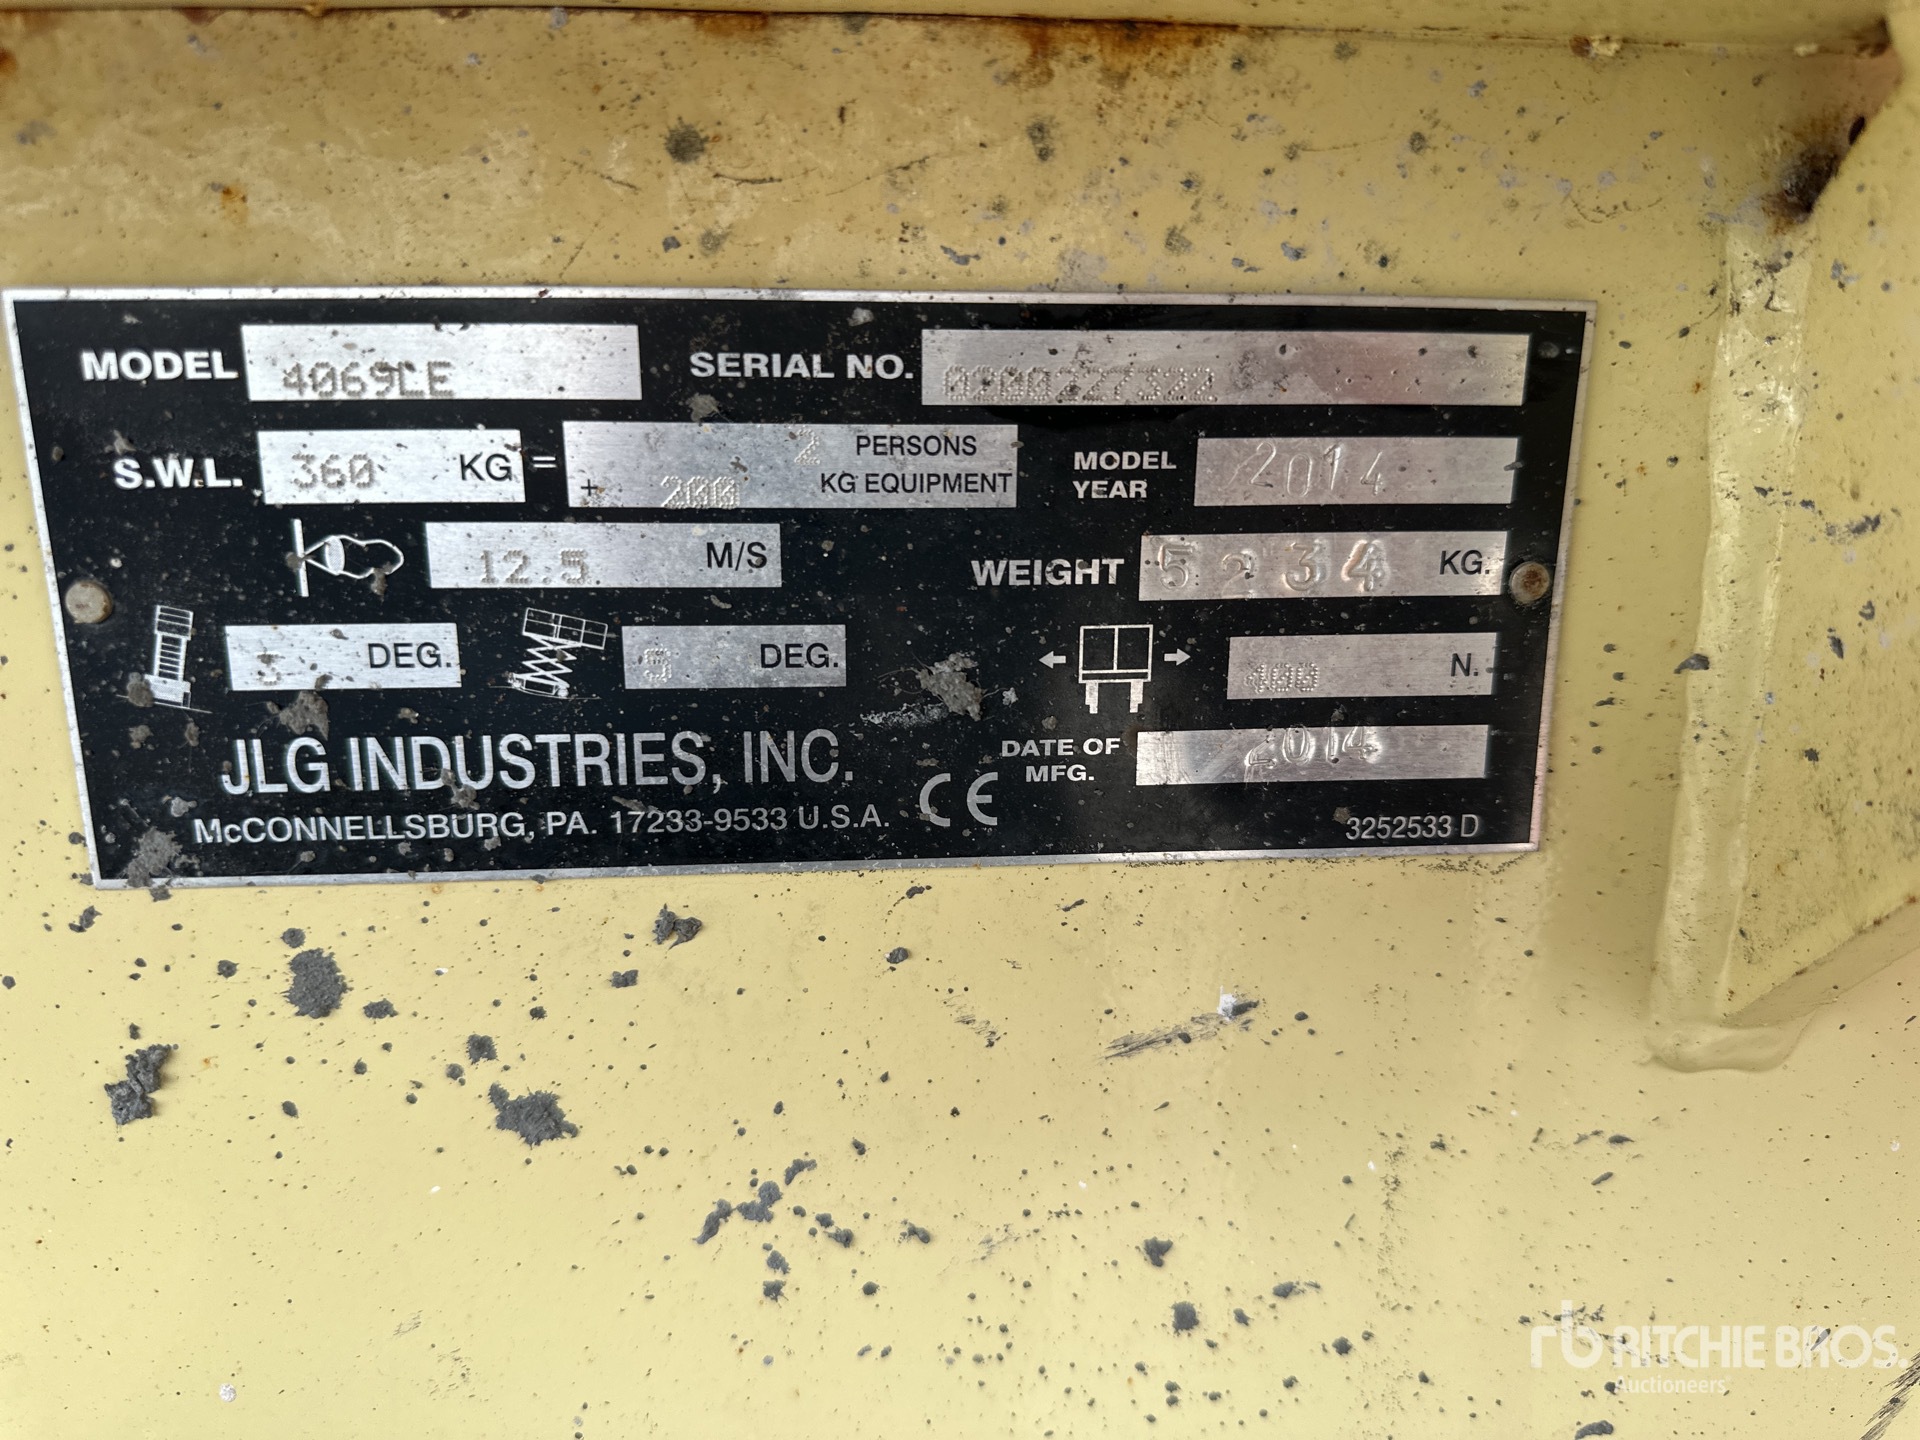 MODEL 4069LE SERIAL NO. 0200227322
S.W.L. 360 KG = 2 PERSONS
+ 200 KG EQUIPMENT
MODEL YEAR 2014
12.5 M/S
WEIGHT 5234 KG.
DEG. 5 DEG.
400 N.
JLG INDUSTRIES, INC.
McCONNELLSBURG, PA. 17233-9533 U.S.A.
CE
DATE OF MFG. 2014
3252533 D
rb RITCHIE BROS.
Auctioneers